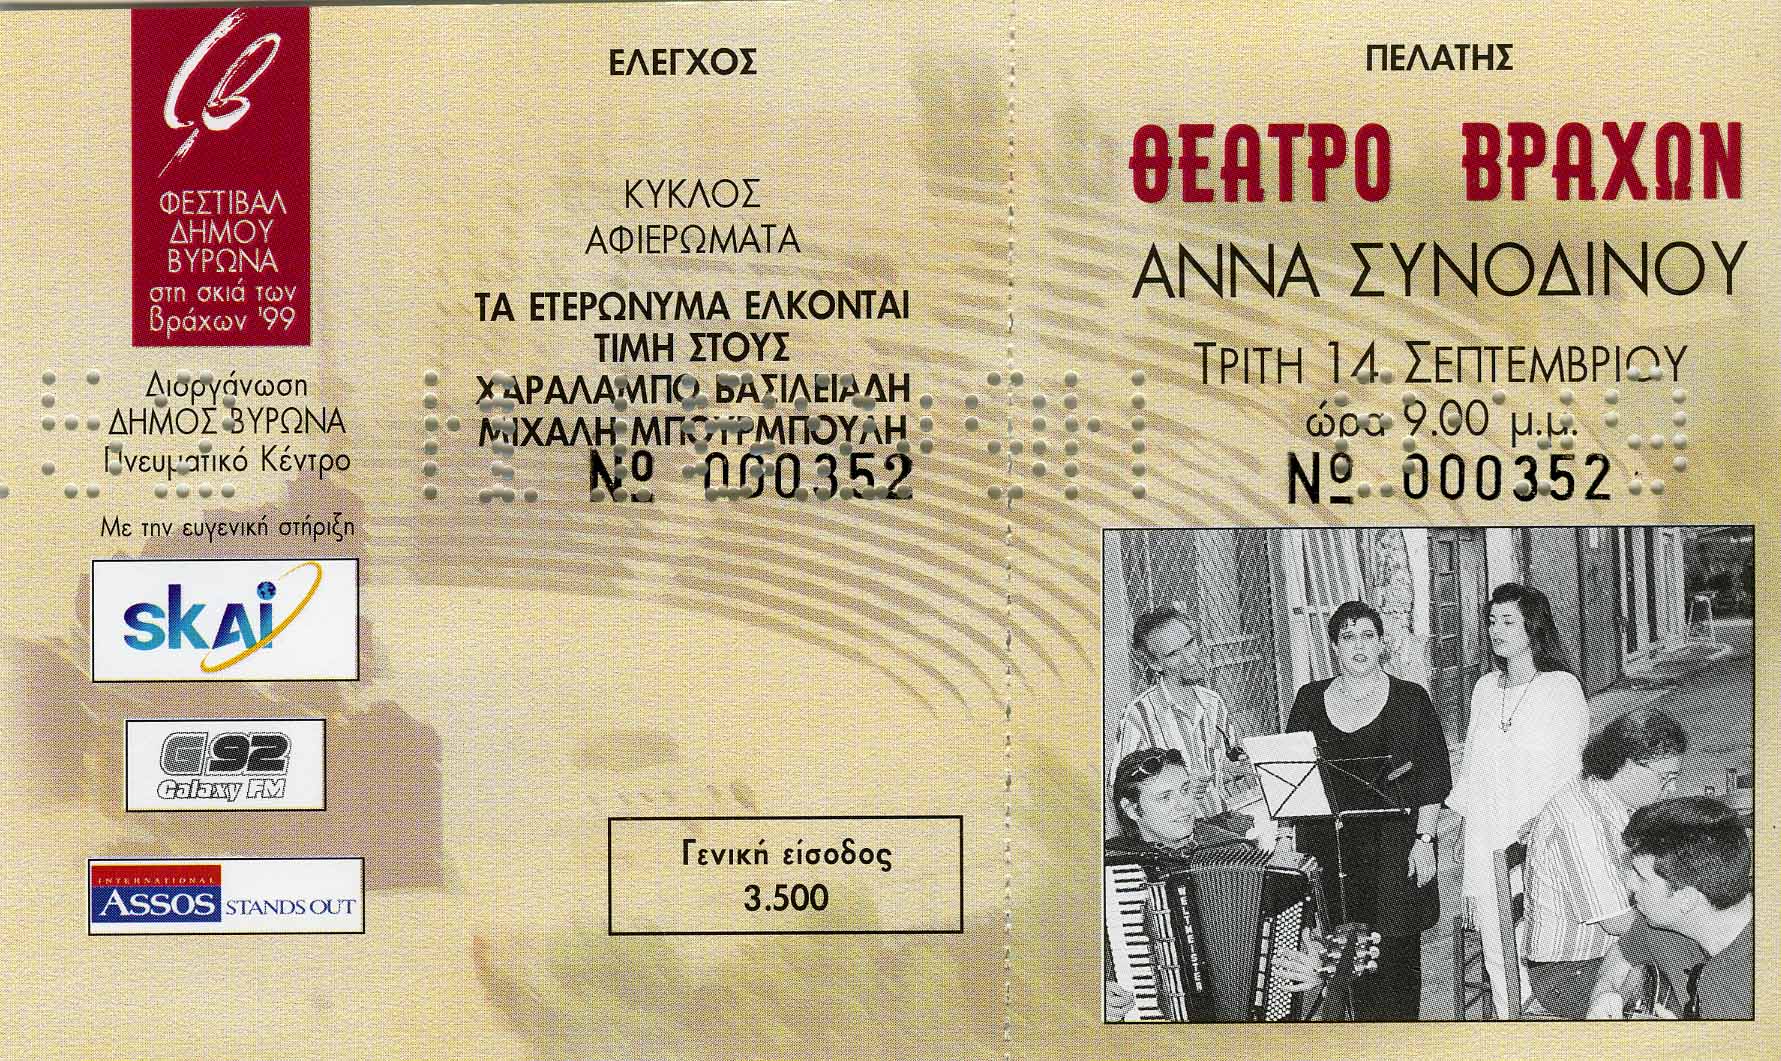 ΦΕΣΤΙΒΑΛ
ΔΗΜΟΥ
ΒΥΡΩΝΑ
στη σκιά των
βράχων '99
Διοργάνωση
ΔΗΜΟΣ ΒΥΡΩΝΑ
Πνευματικό Κέντρο
Με την ευγενική στήριξη
SKAI
G92
Galaxy FM
INTERNATIONAL
ASSOS STANDS OUT
ΕΛΕΓΧΟΣ
ΚΥΚΛΟΣ
ΑΦΙΕΡΩΜΑΤΑ
ΤΑ ΕΤΕΡΩΝΥΜΑ ΕΛΚΟΝΤΑΙ
ΤΙΜΗ ΣΤΟΥΣ
ΧΑΡΑΛΑΜΠΟ ΒΑΣΙΛΕΙΑΔΗ
ΜΙΧΑΛΗ ΜΠΟΥΡΜΠΟΥΛΗ
Nº 000352
Γενική είσοδος
3.500
ΠΕΛΑΤΗΣ
ΘΕΑΤΡΟ ΒΡΑΧΩΝ
ΑΝΝΑ ΣΥΝΟΔΙΝΟΥ
ΤΡΙΤΗ 14 ΣΕΠΤΕΜΒΡΙΟΥ
ώρα 9.00 μ.μ.
Nº 000352
WELTMEISTER